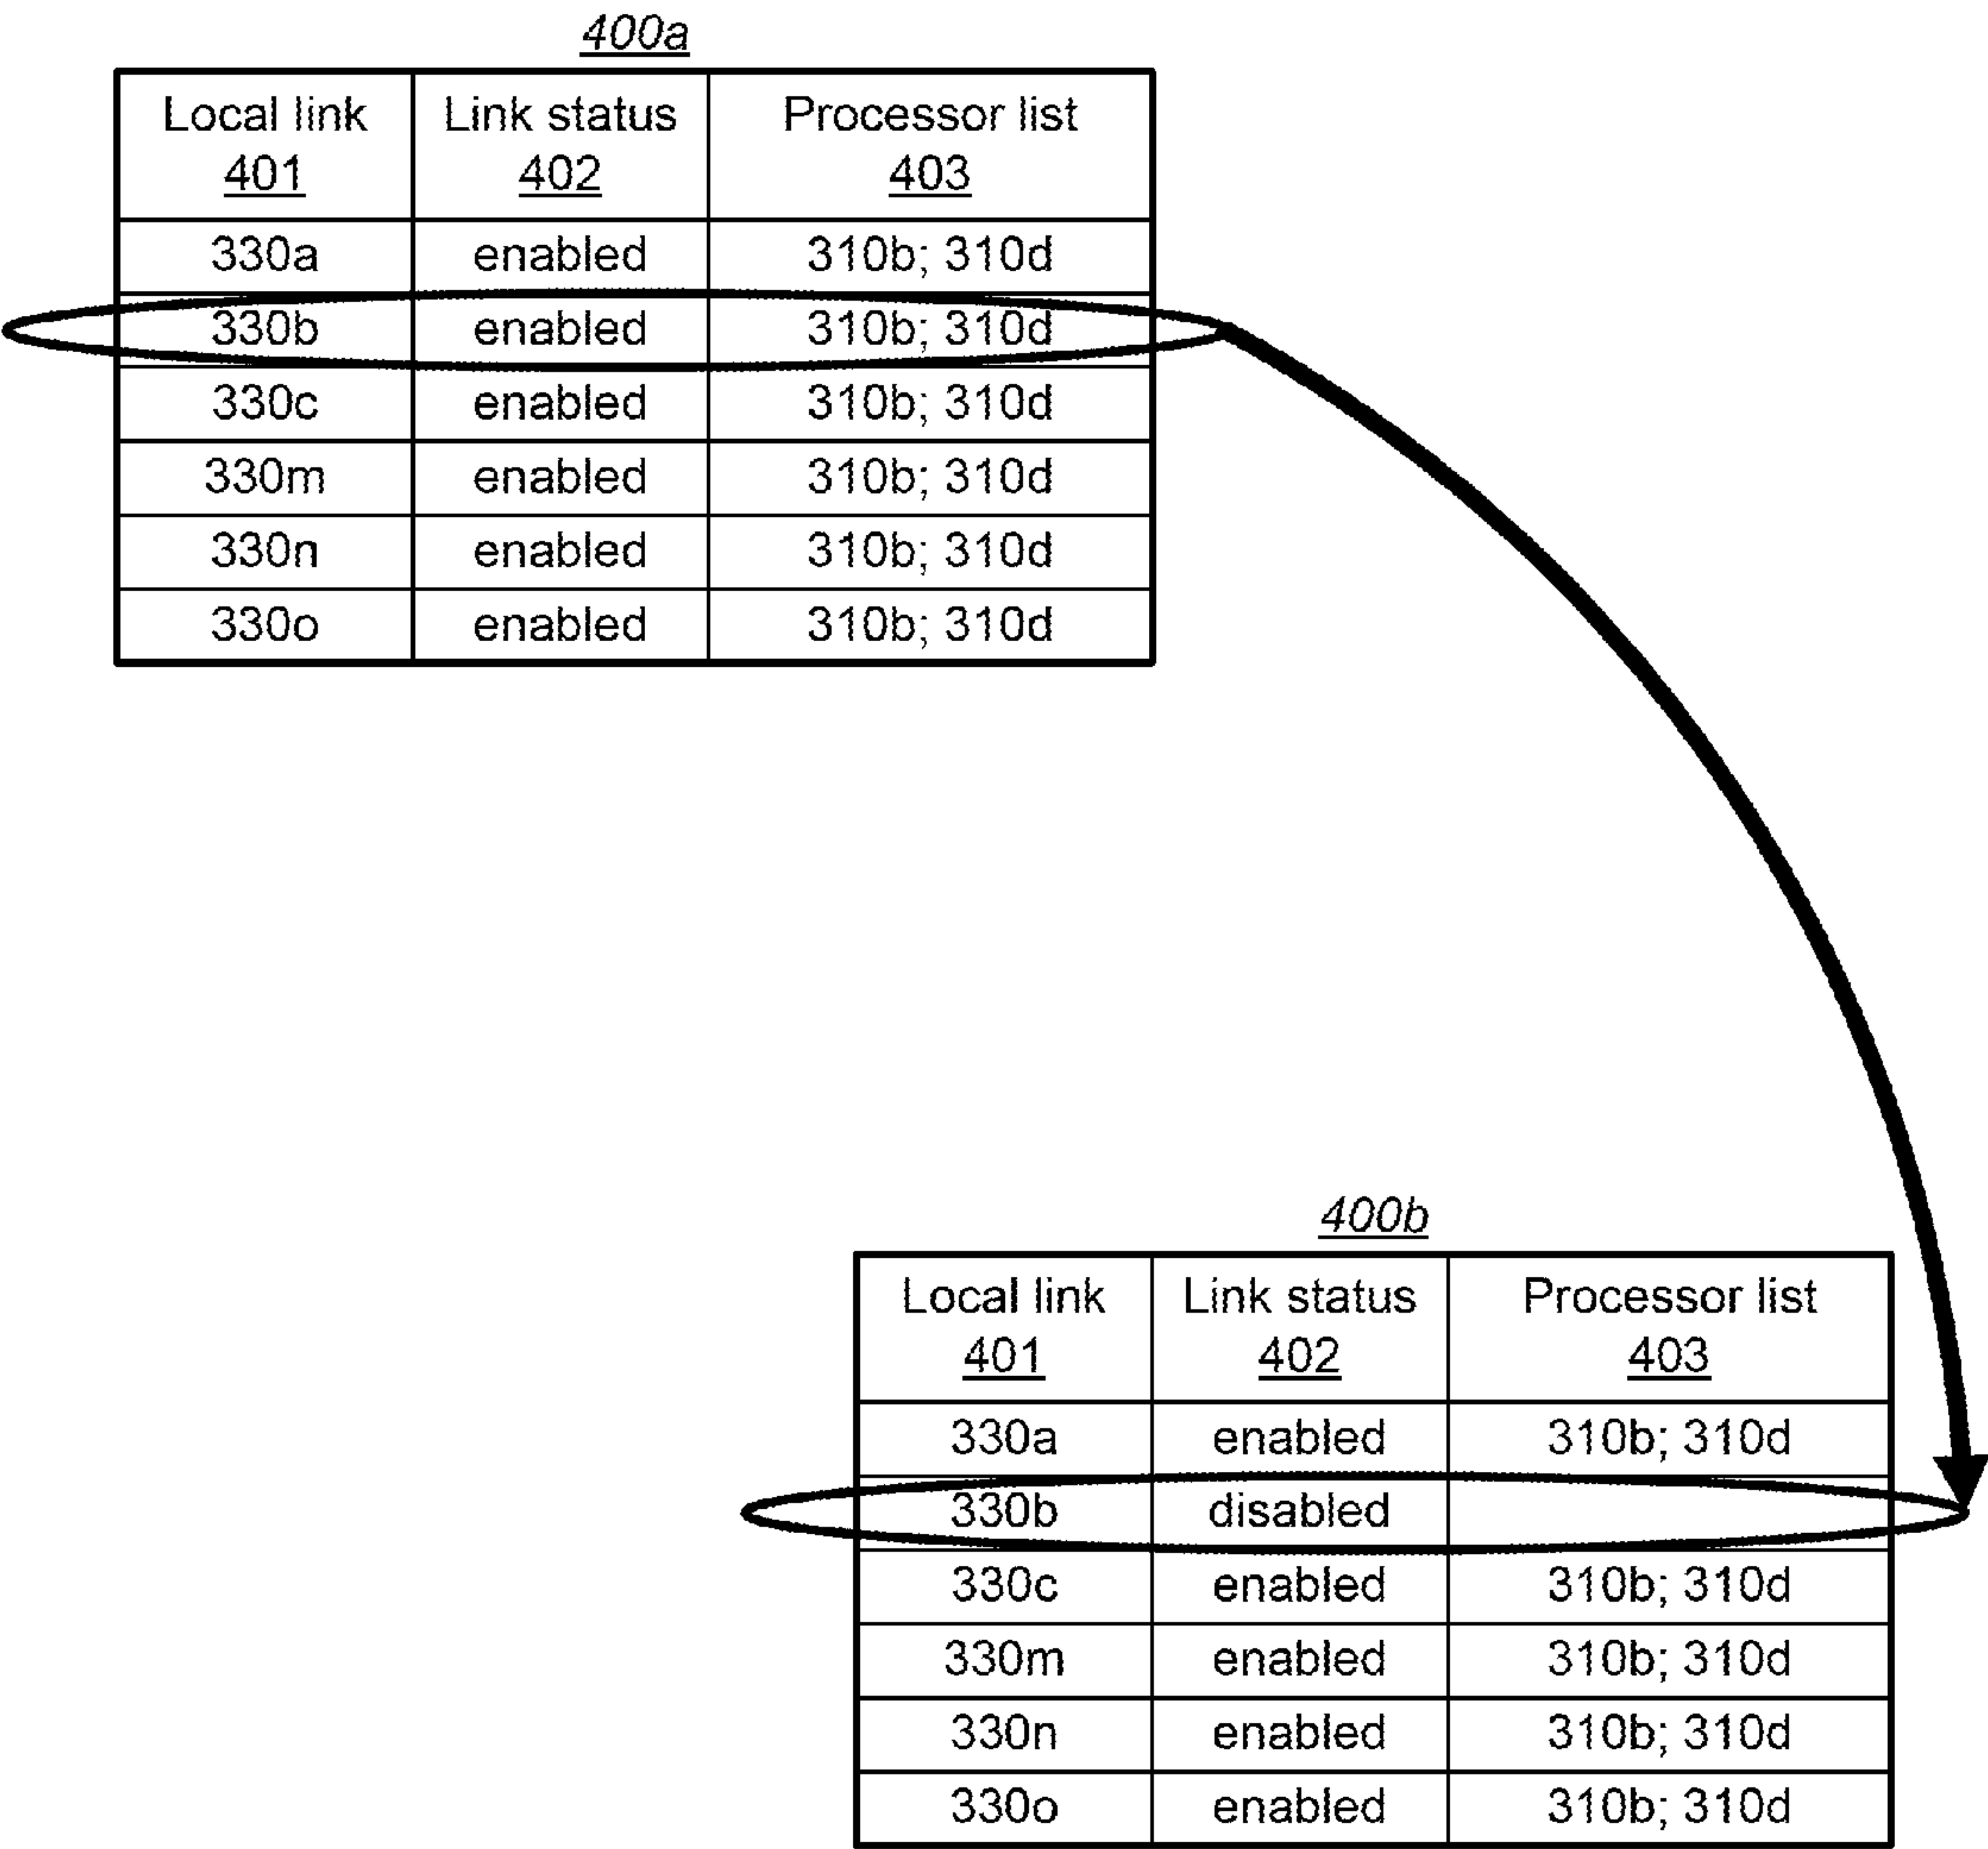 400a
Local link Link status Processor list
401 402 403
330a enabled 310b; 310d
330b enabled 310b; 310d
330c enabled 310b; 310d
330m enabled 310b; 310d
330n enabled 310b; 310d
330o enabled 310b; 310d
400b
Local link Link status Processor list
401 402 403
330a enabled 310b; 310d
330b disabled
330c enabled 310b; 310d
330m enabled 310b; 310d
330n enabled 310b; 310d
330o enabled 310b; 310d